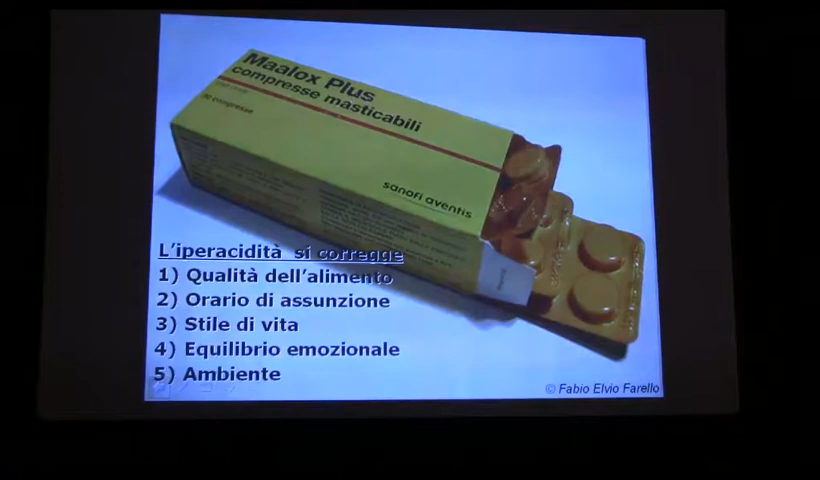 Maalox Plus
compresse masticabili
compresse
sanofi aventis
L'iperacidità si corregge
1) Qualità dell'alimento
2) Orario di assunzione
3) Stile di vita
4) Equilibrio emozionale
5) Ambiente
© Fabio Elvio Farello